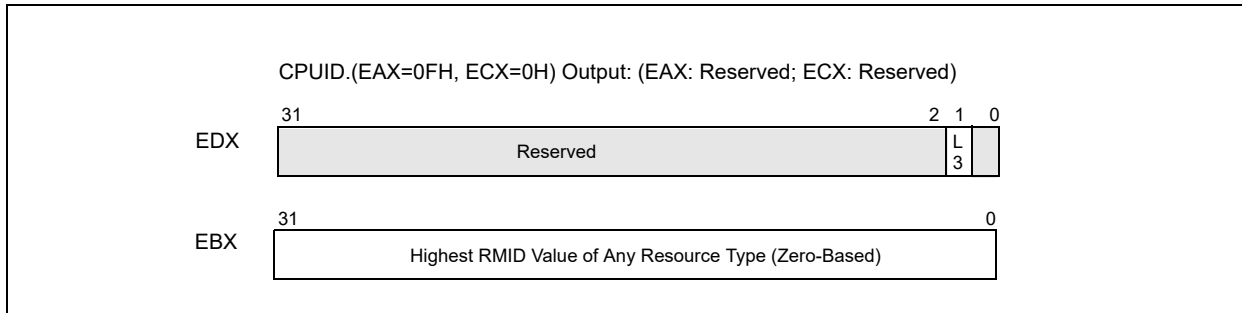 CPUID.(EAX=0FH, ECX=0H) Output: (EAX: Reserved; ECX: Reserved)
31 2 1 0
EDX Reserved L3
31 0
EBX Highest RMID Value of Any Resource Type (Zero-Based)